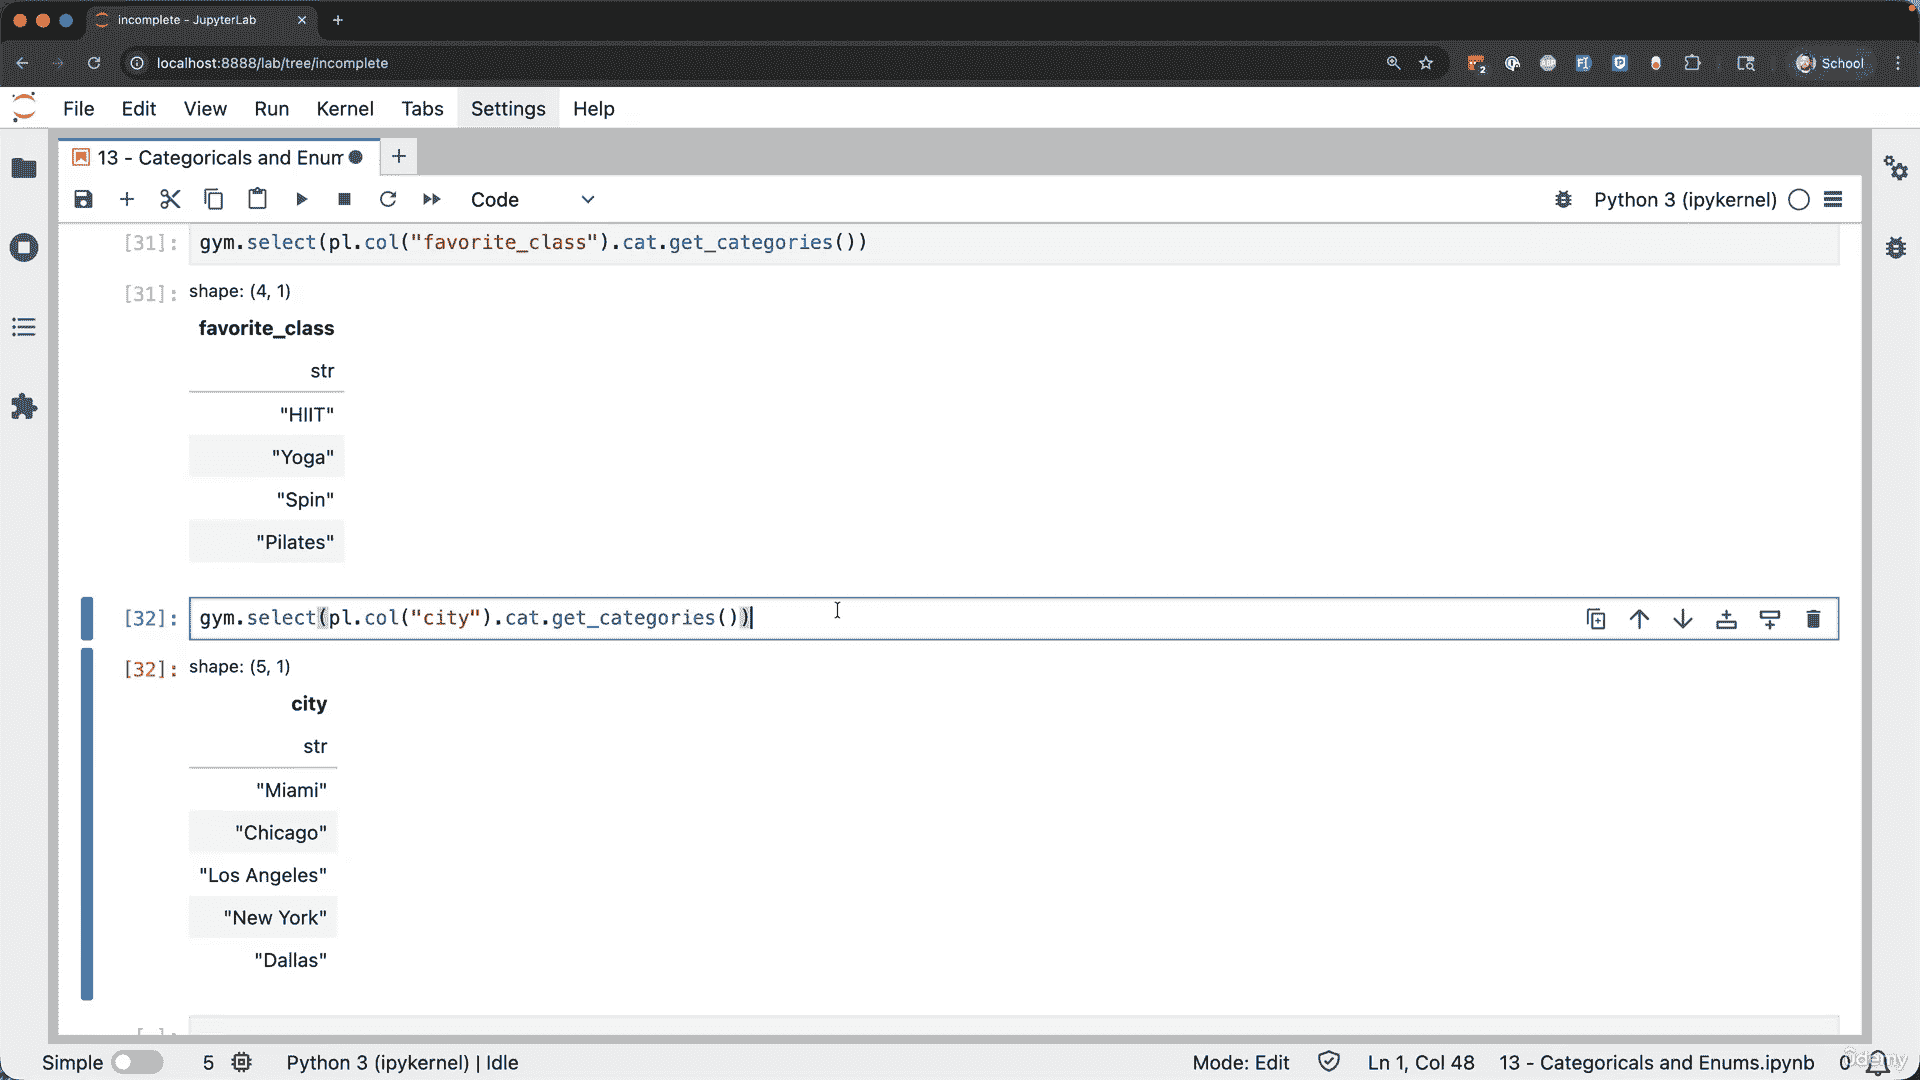 incomplete - JupyterLab
localhost:8888/lab/tree/incomplete
2
School
File Edit View Run Kernel Tabs Settings Help
13 - Categoricals and Enum
Code
Python 3 (ipykernel)
[31]: gym.select(pl.col("favorite_class").cat.get_categories())
[31]: shape: (4, 1)
favorite_class
str
"HIIT"
"Yoga"
"Spin"
"Pilates"
[32]: gym.select(pl.col("city").cat.get_categories())
[32]: shape: (5, 1)
city
str
"Miami"
"Chicago"
"Los Angeles"
"New York"
"Dallas"
[ ]:
Simple 5 Python 3 (ipykernel) | Idle Mode: Edit Ln 1, Col 48 13 - Categoricals and Enums.ipynb 0